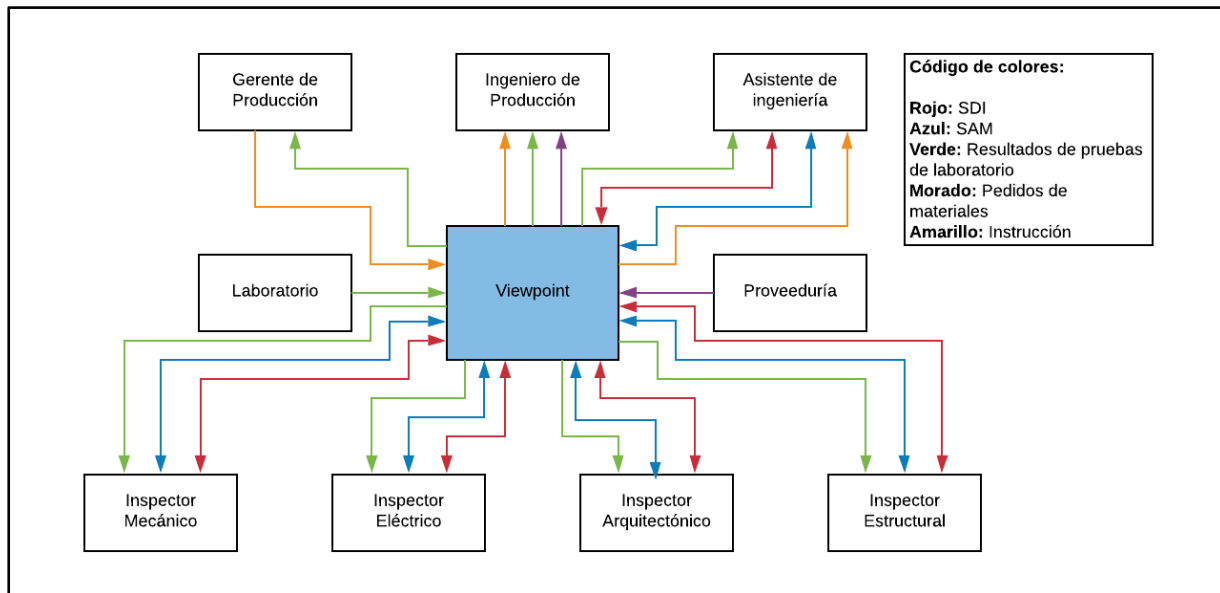 Gerente de
Producción
Ingeniero de
Producción
Asistente de
ingeniería
Código de colores:
Rojo: SDI
Azul: SAM
Verde: Resultados de pruebas
de laboratorio
Morado: Pedidos de
materiales
Amarillo: Instrucción
Laboratorio
Viewpoint
Proveeduría
Inspector
Mecánico
Inspector
Eléctrico
Inspector
Arquitectónico
Inspector
Estructural